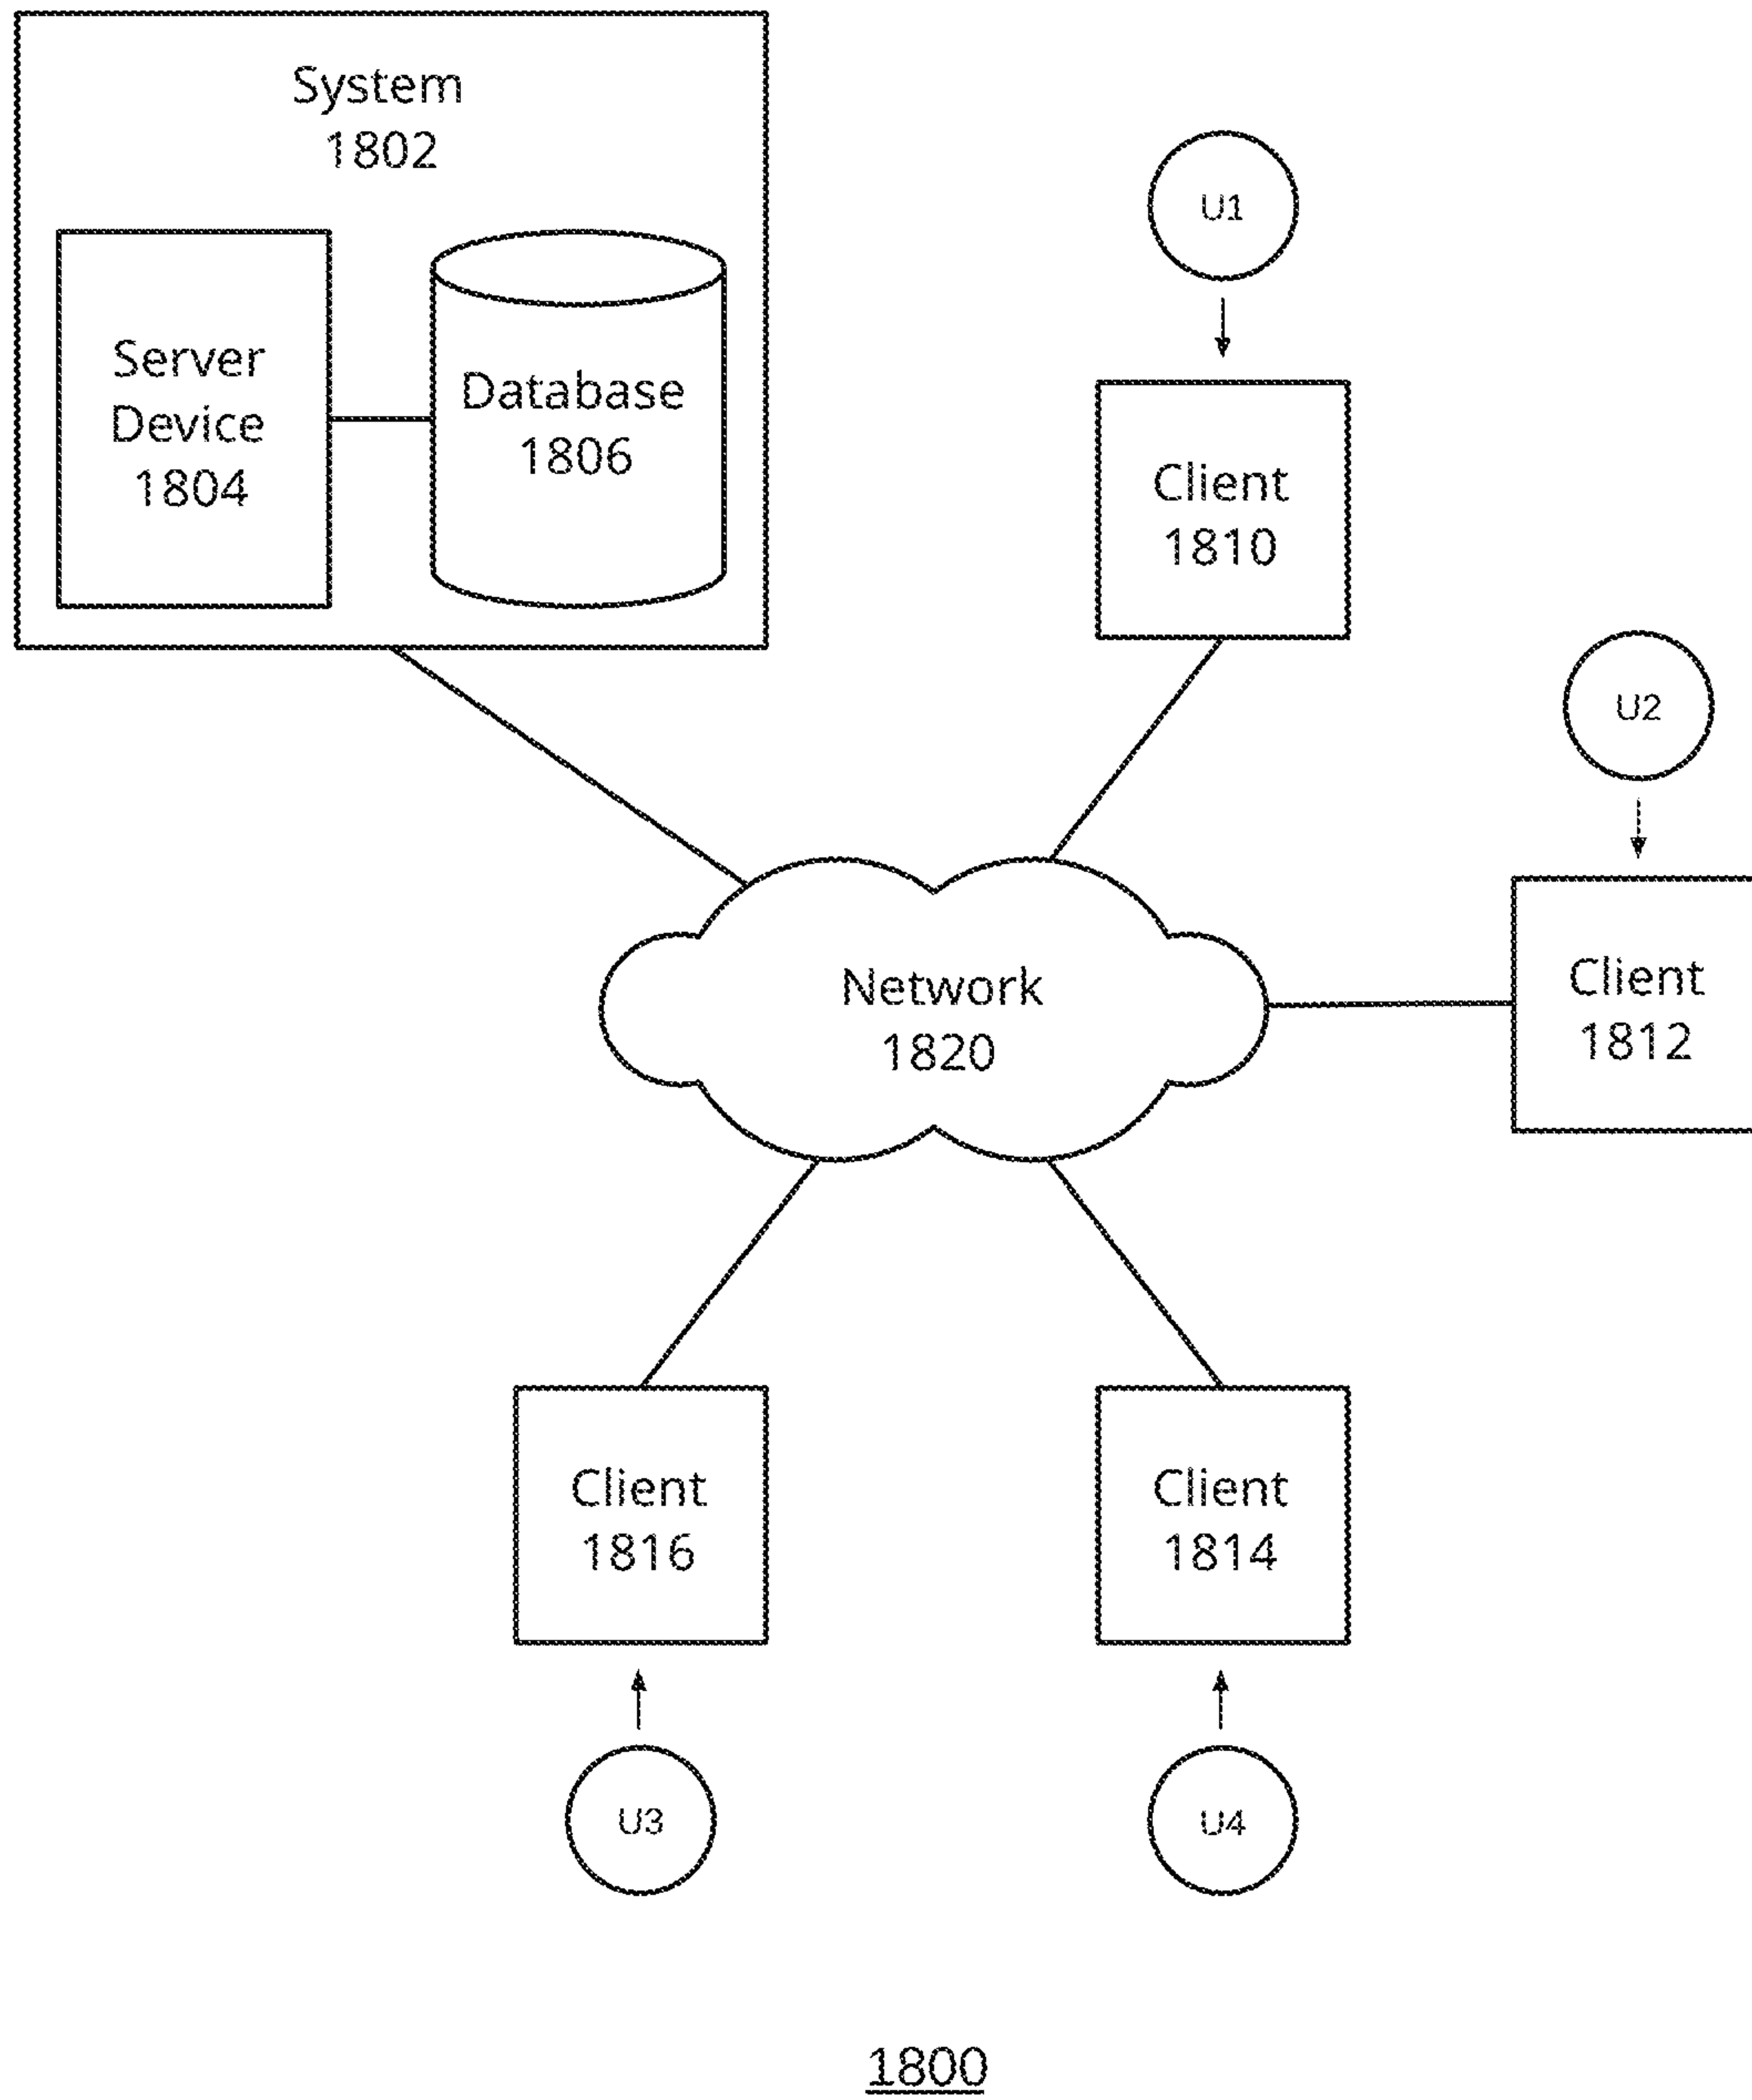 System
1802
Server
Device
1804
Database
1806
U1
Client
1810
U2
Client
1812
Network
1820
Client
1816
Client
1814
U3
U4
1800